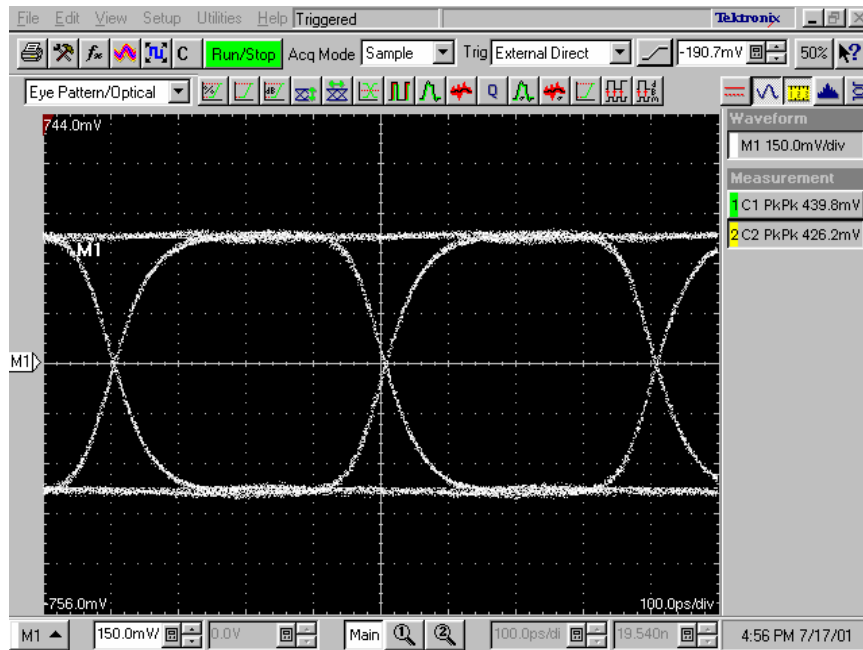 File Edit View Setup Utilities Help Triggered Tektronix
C Run/Stop Acq Mode Sample Trig External Direct -190.7mV 50% ?
Eye Pattern/Optical Q
Waveform
M1 150.0mV/div
Measurement
1 C1 PkPk 439.8mV
2 C2 PkPk 426.2mV
744.0mV
M1
M1
-756.0mV 100.0ps/div
M1 150.0mV/ 0.0V Main 1 2 100.0ps/di 19.540n 4:56 PM 7/17/01